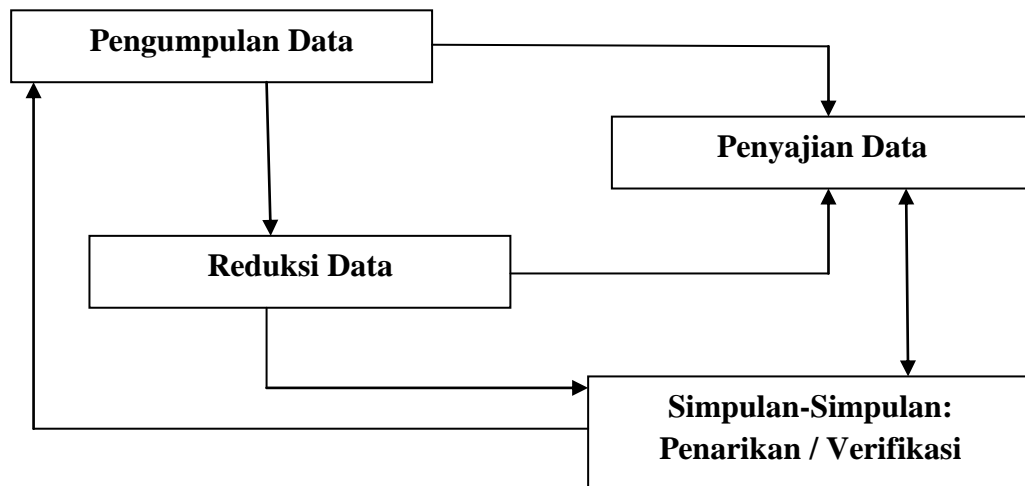 Pengumpulan Data
Penyajian Data
Reduksi Data
Simpulan-Simpulan:
Penarikan / Verifikasi